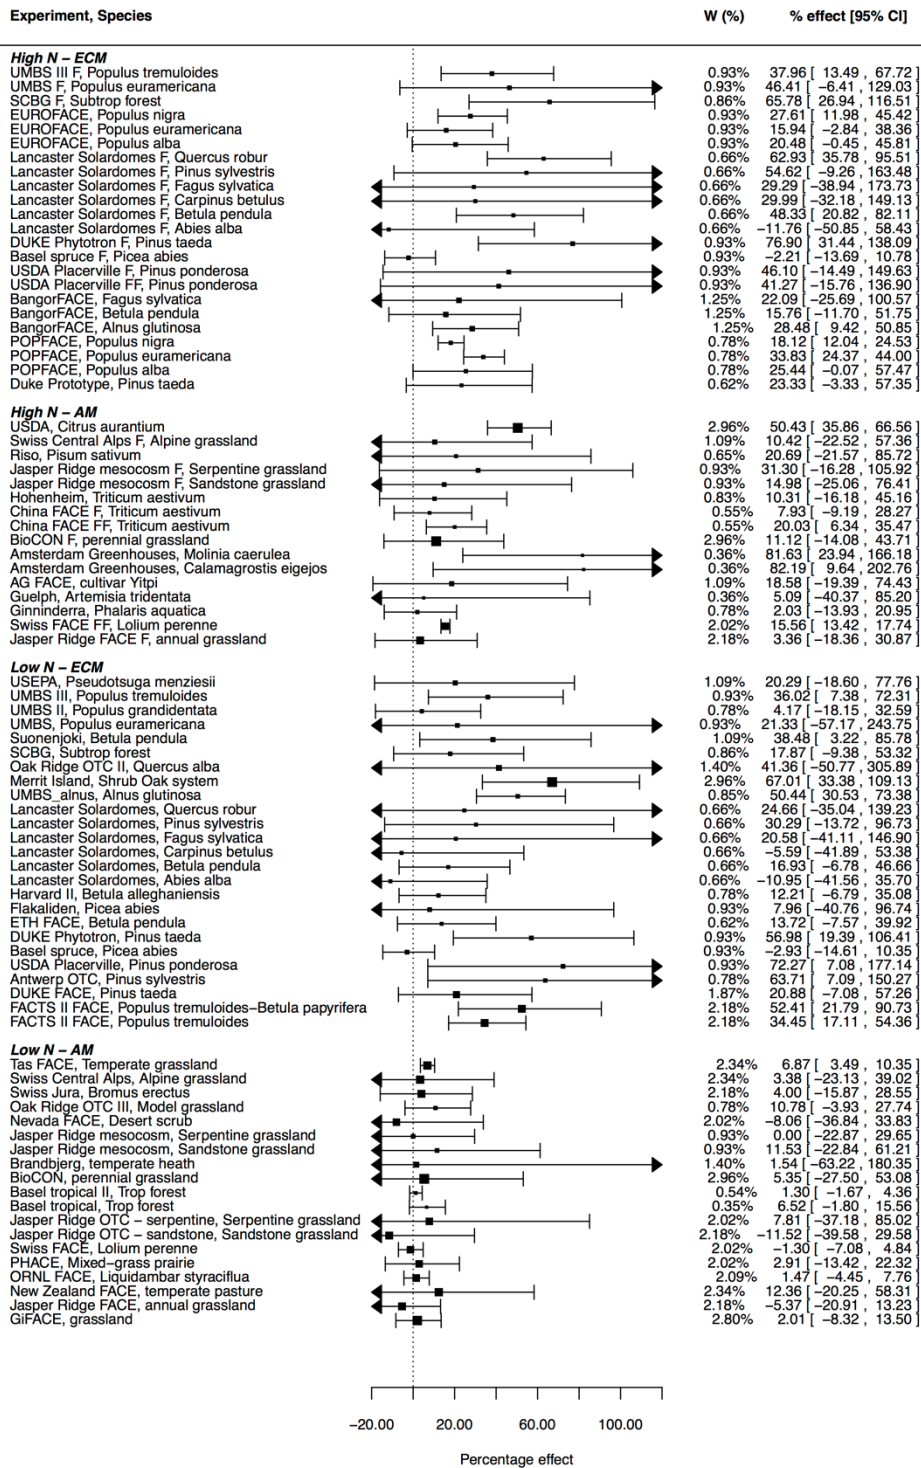 Experiment, Species W (%) % effect [95% CI]
High N − ECM
UMBS III F, Populus tremuloides 0.93% 37.96 [ 13.49 , 67.72 ]
UMBS F, Populus euramericana 0.93% 46.41 [ −6.41 , 129.03 ]
SCBG F, Subtrop forest 0.86% 65.78 [ 26.94 , 116.51 ]
EUROFACE, Populus nigra 0.93% 27.61 [ 11.98 , 45.42 ]
EUROFACE, Populus euramericana 0.93% 15.94 [ −2.84 , 38.36 ]
EUROFACE, Populus alba 0.93% 20.48 [ −0.45 , 45.81 ]
Lancaster Solardomes F, Quercus robur 0.66% 62.93 [ 35.78 , 95.51 ]
Lancaster Solardomes F, Pinus sylvestris 0.66% 54.62 [ −9.26 , 163.48 ]
Lancaster Solardomes F, Fagus sylvatica 0.66% 29.29 [ −38.94 , 173.73 ]
Lancaster Solardomes F, Carpinus betulus 0.66% 29.99 [ −32.18 , 149.13 ]
Lancaster Solardomes F, Betula pendula 0.66% 48.33 [ 20.82 , 82.11 ]
Lancaster Solardomes F, Abies alba 0.66% −11.76 [ −50.85 , 58.43 ]
DUKE Phytotron F, Pinus taeda 0.93% 76.90 [ 31.44 , 138.09 ]
Basel spruce F, Picea abies 0.93% −2.21 [ −13.69 , 10.78 ]
USDA Placerville F, Pinus ponderosa 0.93% 46.10 [ −14.49 , 149.63 ]
USDA Placerville FF, Pinus ponderosa 0.93% 41.27 [ −15.76 , 136.90 ]
BangorFACE, Fagus sylvatica 1.25% 22.09 [ −25.69 , 100.57 ]
BangorFACE, Betula pendula 1.25% 15.76 [ −11.70 , 51.75 ]
BangorFACE, Alnus glutinosa 1.25% 28.48 [ 9.42 , 50.85 ]
POPFACE, Populus nigra 0.78% 18.12 [ 12.04 , 24.53 ]
POPFACE, Populus euramericana 0.78% 33.83 [ 24.37 , 44.00 ]
POPFACE, Populus alba 0.78% 25.44 [ −0.07 , 57.47 ]
Duke Prototype, Pinus taeda 0.62% 23.33 [ −3.33 , 57.35 ]
High N − AM
USDA, Citrus aurantium 2.96% 50.43 [ 35.86 , 66.56 ]
Swiss Central Alps F, Alpine grassland 1.09% 10.42 [ −22.52 , 57.36 ]
Riso, Pisum sativum 0.65% 20.69 [ −21.57 , 85.72 ]
Jasper Ridge mesocosm F, Serpentine grassland 0.93% 31.30 [ −16.28 , 105.92 ]
Jasper Ridge mesocosm F, Sandstone grassland 0.93% 14.98 [ −25.06 , 76.41 ]
Hohenheim, Triticum aestivum 0.83% 10.31 [ −16.18 , 45.16 ]
China FACE F, Triticum aestivum 0.55% 7.93 [ −9.19 , 28.27 ]
China FACE FF, Triticum aestivum 0.55% 20.03 [ 6.34 , 35.47 ]
BioCON F, perennial grassland 2.96% 11.12 [ −14.08 , 43.71 ]
Amsterdam Greenhouses, Molinia caerulea 0.36% 81.63 [ 23.94 , 166.18 ]
Amsterdam Greenhouses, Calamagrostis eigejos 0.36% 82.19 [ 9.64 , 202.76 ]
AG FACE, cultivar Yitpi 1.09% 18.58 [ −19.39 , 74.43 ]
Guelph, Artemisia tridentata 0.36% 5.09 [ −40.37 , 85.20 ]
Ginninderra, Phalaris aquatica 0.78% 2.03 [ −13.93 , 20.95 ]
Swiss FACE FF, Lolium perenne 2.02% 15.56 [ 13.42 , 17.74 ]
Jasper Ridge FACE F, annual grassland 2.18% 3.36 [ −18.36 , 30.87 ]
Low N − ECM
USEPA, Pseudotsuga menziesii 1.09% 20.29 [ −18.60 , 77.76 ]
UMBS III, Populus tremuloides 0.93% 36.02 [ 7.38 , 72.31 ]
UMBS II, Populus grandidentata 0.78% 4.17 [ −18.15 , 32.59 ]
UMBS, Populus euramericana 0.93% 21.33 [ −57.17 , 243.75 ]
Suonenjoki, Betula pendula 1.09% 38.48 [ 3.22 , 85.78 ]
SCBG, Subtrop forest 0.86% 17.87 [ −9.38 , 53.32 ]
Oak Ridge OTC II, Quercus alba 1.40% 41.36 [ −50.77 , 305.89 ]
Merrit Island, Shrub Oak system 2.96% 67.01 [ 33.38 , 109.13 ]
UMBS_alnus, Alnus glutinosa 0.85% 50.44 [ 30.53 , 73.38 ]
Lancaster Solardomes, Quercus robur 0.66% 24.66 [ −35.04 , 139.23 ]
Lancaster Solardomes, Pinus sylvestris 0.66% 30.29 [ −13.72 , 96.73 ]
Lancaster Solardomes, Fagus sylvatica 0.66% 20.58 [ −41.11 , 146.90 ]
Lancaster Solardomes, Carpinus betulus 0.66% −5.59 [ −41.89 , 53.38 ]
Lancaster Solardomes, Betula pendula 0.66% 16.93 [ −6.78 , 46.66 ]
Lancaster Solardomes, Abies alba 0.66% −10.95 [ −41.56 , 35.70 ]
Harvard II, Betula alleghaniensis 0.78% 12.21 [ −6.79 , 35.08 ]
Flakaliden, Picea abies 0.93% 7.96 [ −40.76 , 96.74 ]
ETH FACE, Betula pendula 0.62% 13.72 [ −7.57 , 39.92 ]
DUKE Phytotron, Pinus taeda 0.93% 56.98 [ 19.39 , 106.41 ]
Basel spruce, Picea abies 0.93% −2.93 [ −14.61 , 10.35 ]
USDA Placerville, Pinus ponderosa 0.93% 72.27 [ 7.08 , 177.14 ]
Antwerp OTC, Pinus sylvestris 0.78% 63.71 [ 7.09 , 150.27 ]
DUKE FACE, Pinus taeda 1.87% 20.88 [ −7.08 , 57.26 ]
FACTS II FACE, Populus tremuloides−Betula papyrifera 2.18% 52.41 [ 21.79 , 90.73 ]
FACTS II FACE, Populus tremuloides 2.18% 34.45 [ 17.11 , 54.36 ]
Low N − AM
Tas FACE, Temperate grassland 2.34% 6.87 [ 3.49 , 10.35 ]
Swiss Central Alps, Alpine grassland 2.34% 3.38 [ −23.13 , 39.02 ]
Swiss Jura, Bromus erectus 2.18% 4.00 [ −15.87 , 28.55 ]
Oak Ridge OTC III, Model grassland 0.78% 10.78 [ −3.93 , 27.74 ]
Nevada FACE, Desert scrub 2.02% −8.06 [ −36.84 , 33.83 ]
Jasper Ridge mesocosm, Serpentine grassland 0.93% 0.00 [ −22.87 , 29.65 ]
Jasper Ridge mesocosm, Sandstone grassland 0.93% 11.53 [ −22.84 , 61.21 ]
Brandbjerg, temperate heath 1.40% 1.54 [ −63.22 , 180.35 ]
BioCON, perennial grassland 2.96% 5.35 [ −27.50 , 53.08 ]
Basel tropical II, Trop forest 0.54% 1.30 [ −1.67 , 4.36 ]
Basel tropical, Trop forest 0.35% 6.52 [ −1.80 , 15.56 ]
Jasper Ridge OTC − serpentine, Serpentine grassland 2.02% 7.81 [ −37.18 , 85.02 ]
Jasper Ridge OTC − sandstone, Sandstone grassland 2.18% −11.52 [ −39.58 , 29.58 ]
Swiss FACE, Lolium perenne 2.02% −1.30 [ −7.08 , 4.84 ]
PHACE, Mixed−grass prairie 2.02% 2.91 [ −13.42 , 22.32 ]
ORNL FACE, Liquidambar styraciflua 2.09% 1.47 [ −4.45 , 7.76 ]
New Zealand FACE, temperate pasture 2.34% 12.36 [ −20.25 , 58.31 ]
Jasper Ridge FACE, annual grassland 2.18% −5.37 [ −20.91 , 13.23 ]
GiFACE, grassland 2.80% 2.01 [ −8.32 , 13.50 ]
−20.00 20.00 60.00 100.00
Percentage effect